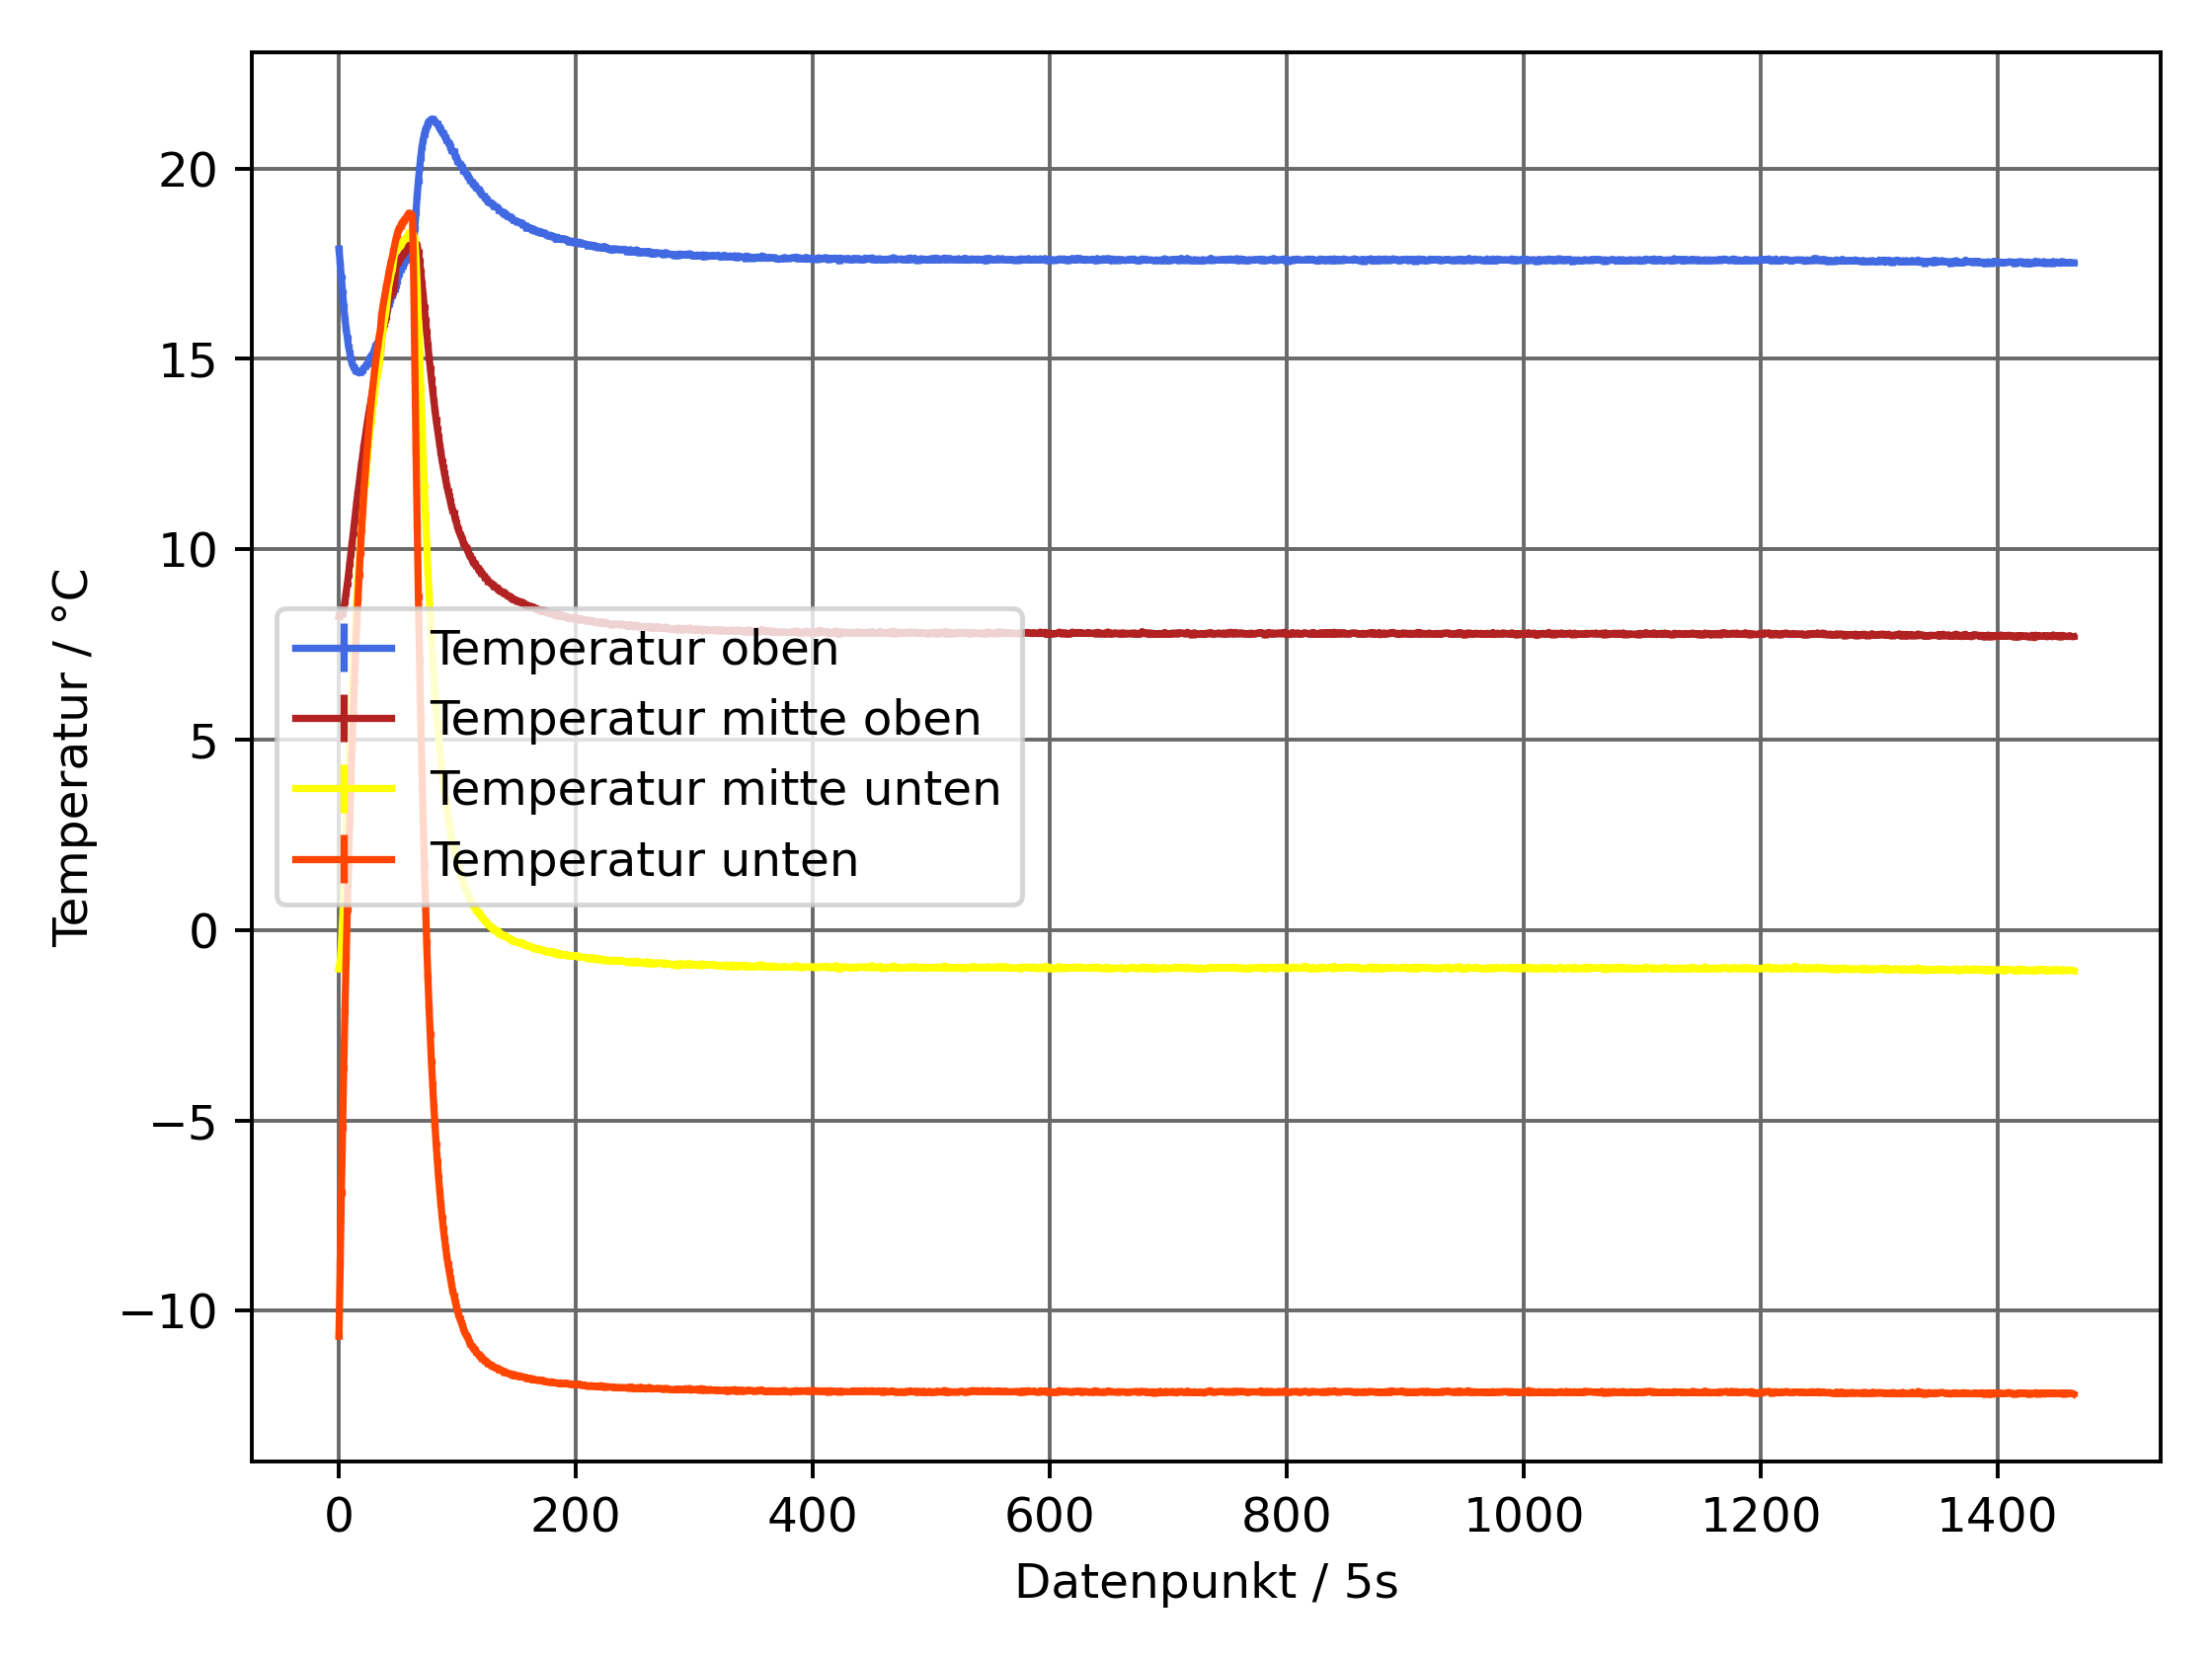 20
15
10
5
0
−5
−10
Temperatur / °C
Temperatur oben
Temperatur mitte oben
Temperatur mitte unten
Temperatur unten
0 200 400 600 800 1000 1200 1400
Datenpunkt / 5s